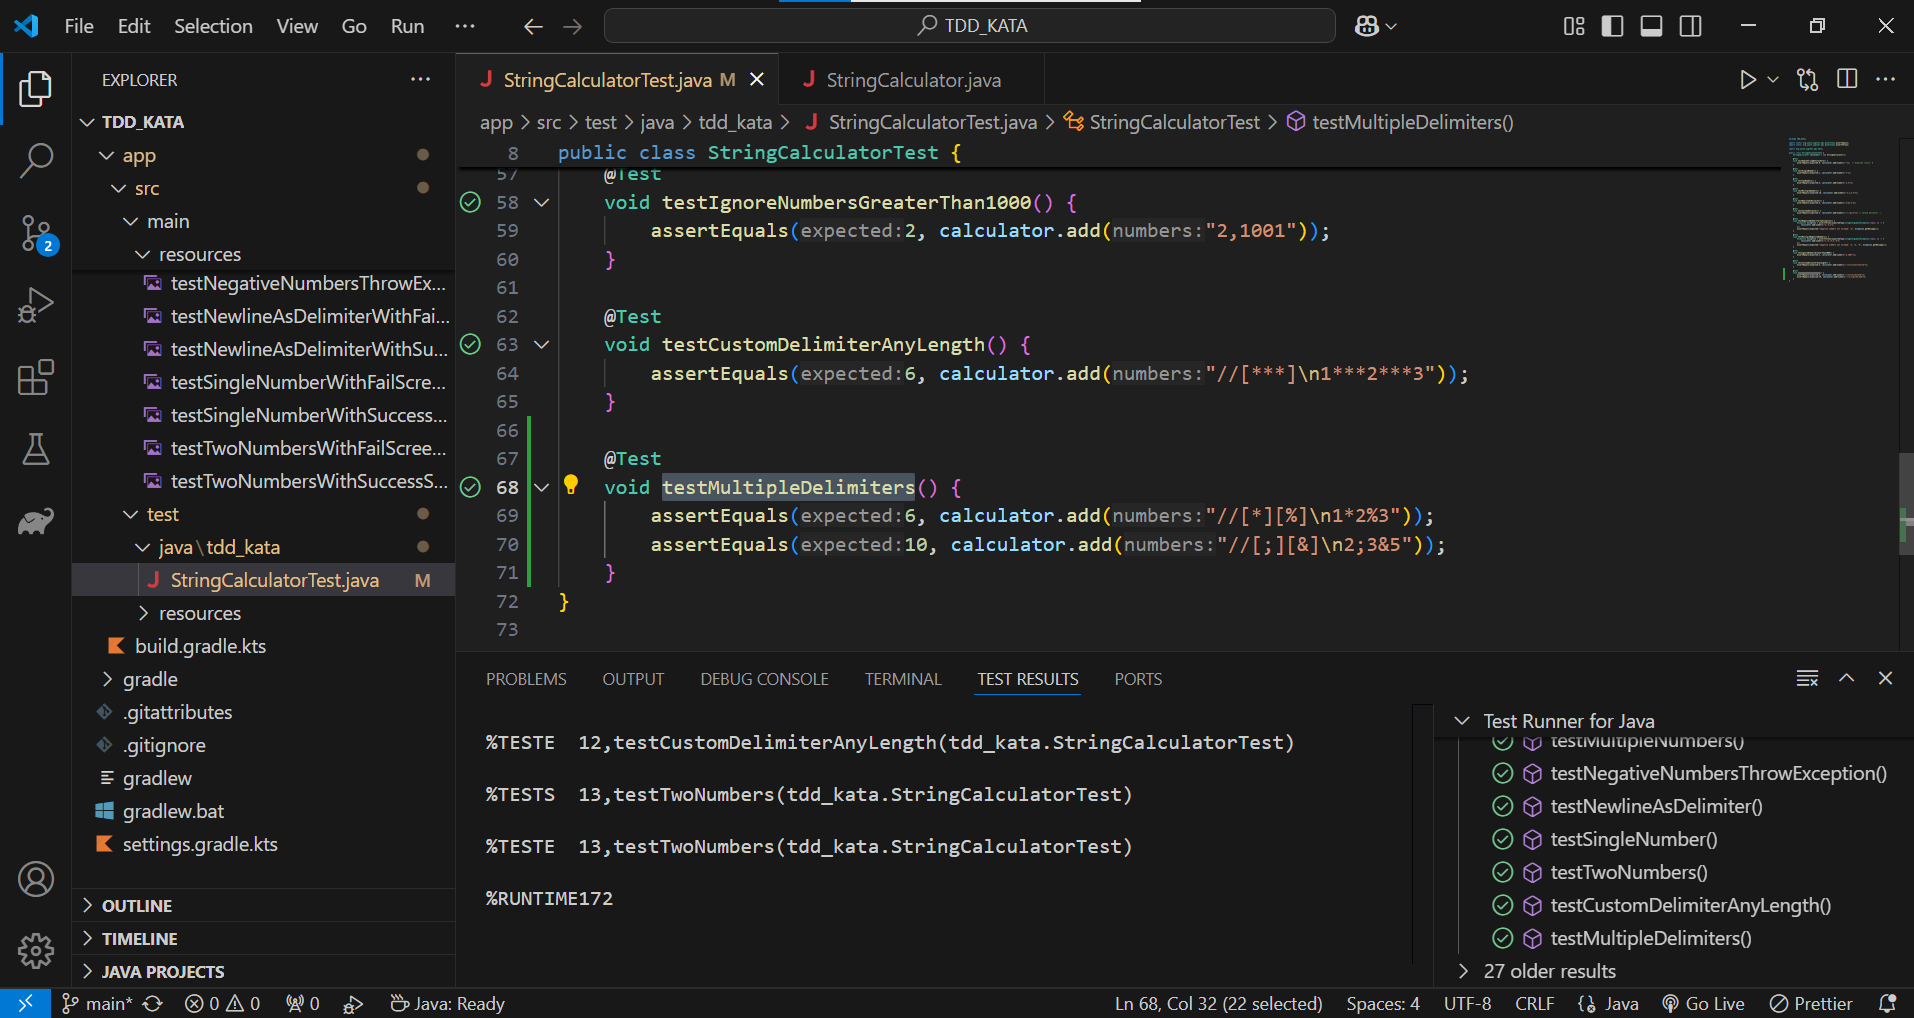 File Edit Selection View Go Run ··· TDD_KATA
EXPLORER
TDD_KATA
app
src
main
resources
testNegativeNumbersThrowEx...
testNewlineAsDelimiterWithFai...
testNewlineAsDelimiterWithSu...
testSingleNumberWithFailScre...
testSingleNumberWithSuccess...
testTwoNumbersWithFailScree...
testTwoNumbersWithSuccessS...
test
java\tdd_kata
StringCalculatorTest.java M
resources
build.gradle.kts
gradle
.gitattributes
.gitignore
gradlew
gradlew.bat
settings.gradle.kts
OUTLINE
TIMELINE
JAVA PROJECTS
2
StringCalculatorTest.java M StringCalculator.java
app > src > test > java > tdd_kata > StringCalculatorTest.java > StringCalculatorTest > testMultipleDelimiters()
8 public class StringCalculatorTest {
57 @Test
58 void testIgnoreNumbersGreaterThan1000() {
59 assertEquals(expected:2, calculator.add(numbers:"2,1001"));
60 }
61
62 @Test
63 void testCustomDelimiterAnyLength() {
64 assertEquals(expected:6, calculator.add(numbers:"//[***]\n1***2***3"));
65 }
66
67 @Test
68 void testMultipleDelimiters() {
69 assertEquals(expected:6, calculator.add(numbers:"//[*][%]\n1*2%3"));
70 assertEquals(expected:10, calculator.add(numbers:"//[;][&]\n2;3&5"));
71 }
72 }
73
PROBLEMS OUTPUT DEBUG CONSOLE TERMINAL TEST RESULTS PORTS
%TESTE 12,testCustomDelimiterAnyLength(tdd_kata.StringCalculatorTest)
%TESTS 13,testTwoNumbers(tdd_kata.StringCalculatorTest)
%TESTE 13,testTwoNumbers(tdd_kata.StringCalculatorTest)
%RUNTIME172
Test Runner for Java
testMultipleNumbers()
testNegativeNumbersThrowException()
testNewlineAsDelimiter()
testSingleNumber()
testTwoNumbers()
testCustomDelimiterAnyLength()
testMultipleDelimiters()
27 older results
main* 0 0 0 Java: Ready Ln 68, Col 32 (22 selected) Spaces: 4 UTF-8 CRLF Java Go Live Prettier